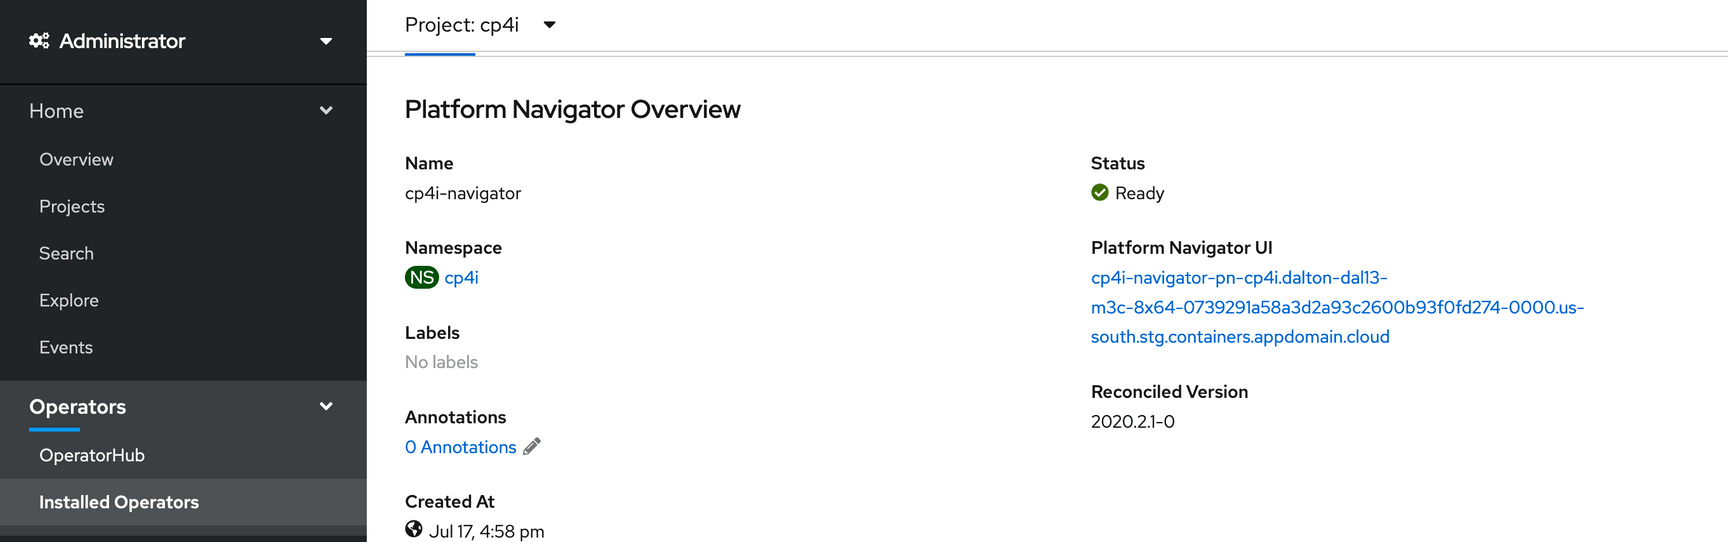 Administrator
Home
Overview
Projects
Search
Explore
Events
Operators
OperatorHub
Installed Operators
Project: cp4i
Platform Navigator Overview
Name
cp4i-navigator
Namespace
NS cp4i
Labels
No labels
Annotations
0 Annotations
Created At
Jul 17, 4:58 pm
Status
Ready
Platform Navigator UI
cp4i-navigator-pn-cp4i.dalton-dal13-
m3c-8x64-0739291a58a3d2a93c2600b93f0fd274-0000.us-
south.stg.containers.appdomain.cloud
Reconciled Version
2020.2.1-0